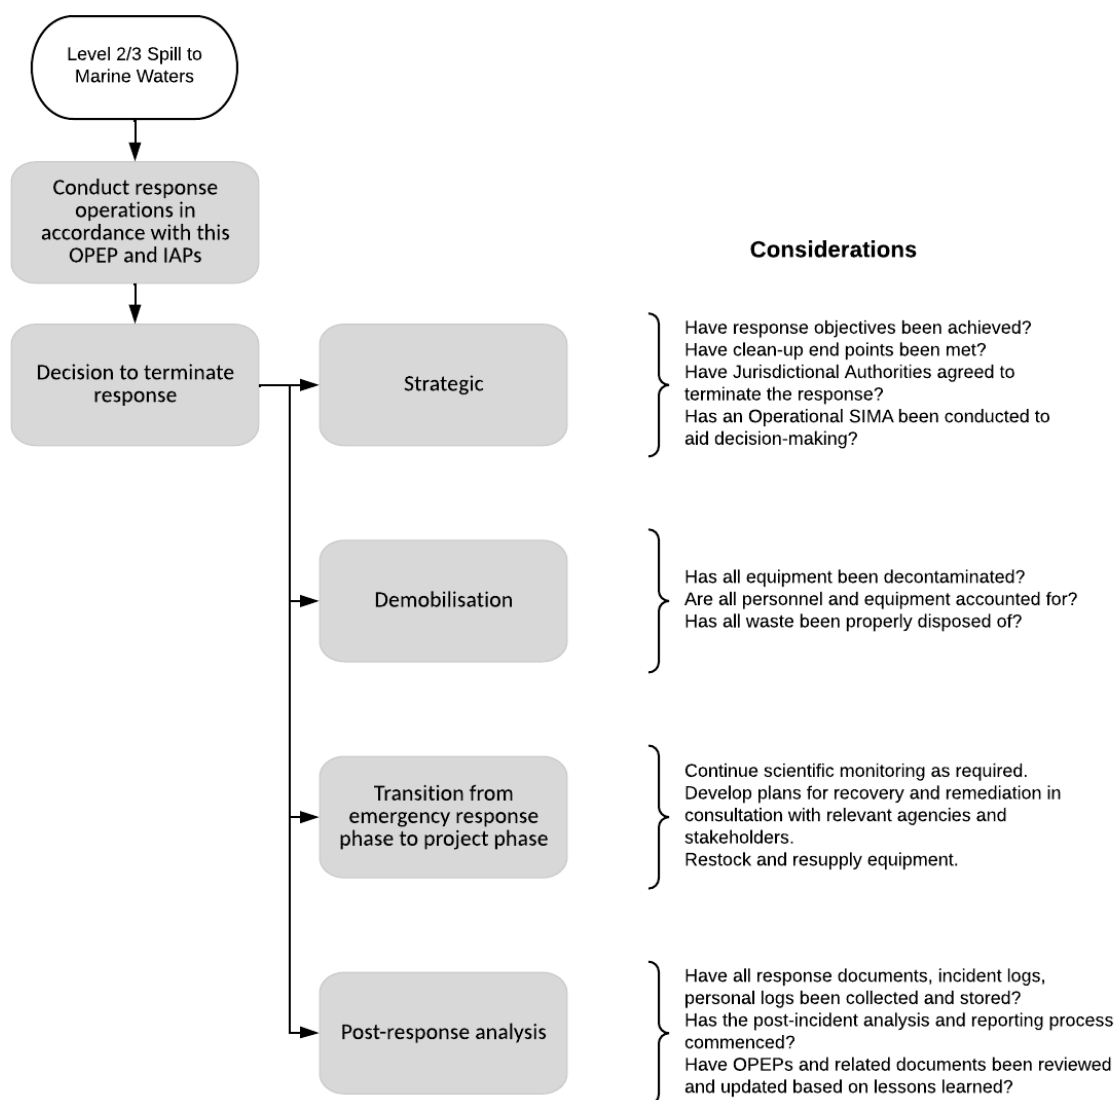 Level 2/3 Spill to
Marine Waters
Conduct response
operations in
accordance with this
OPEP and IAPs
Considerations
Decision to terminate
response
Strategic
Have response objectives been achieved?
Have clean-up end points been met?
Have Jurisdictional Authorities agreed to
terminate the response?
Has an Operational SIMA been conducted to
aid decision-making?
Demobilisation
Has all equipment been decontaminated?
Are all personnel and equipment accounted for?
Has all waste been properly disposed of?
Transition from
emergency response
phase to project phase
Continue scientific monitoring as required.
Develop plans for recovery and remediation in
consultation with relevant agencies and
stakeholders.
Restock and resupply equipment.
Post-response analysis
Have all response documents, incident logs,
personal logs been collected and stored?
Has the post-incident analysis and reporting process
commenced?
Have OPEPs and related documents been reviewed
and updated based on lessons learned?